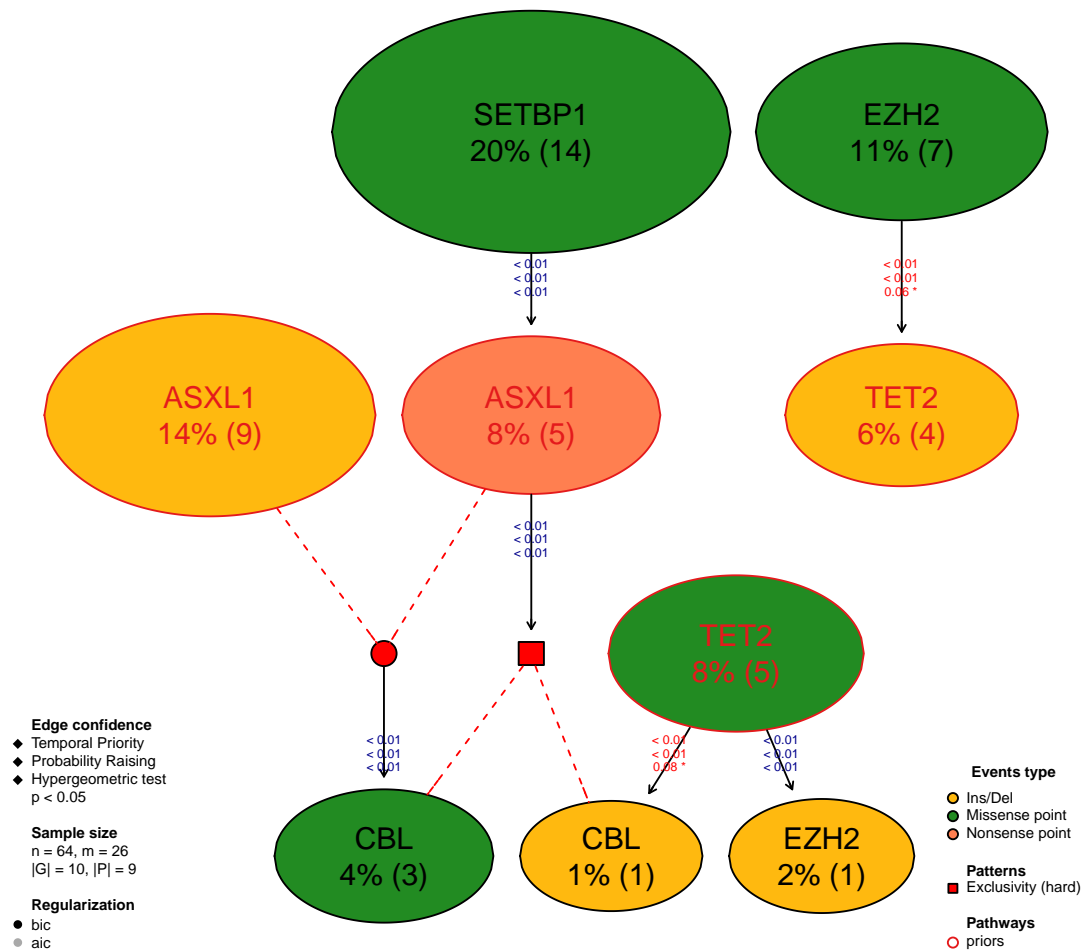 SETBP1
20% (14)
EZH2
11% (7)
< 0.01
< 0.01
< 0.01
< 0.01
< 0.01
0.06 *
ASXL1
14% (9)
ASXL1
8% (5)
TET2
6% (4)
< 0.01
< 0.01
< 0.01
TET2
8% (5)
< 0.01
< 0.01
< 0.01
< 0.01
< 0.01
0.08 *
< 0.01
< 0.01
< 0.01
CBL
4% (3)
CBL
1% (1)
EZH2
2% (1)
Edge confidence
Temporal Priority
Probability Raising
Hypergeometric test
p < 0.05
Sample size
n = 64, m = 26
|G| = 10, |P| = 9
Regularization
bic
aic
Events type
Ins/Del
Missense point
Nonsense point
Patterns
Exclusivity (hard)
Pathways
priors